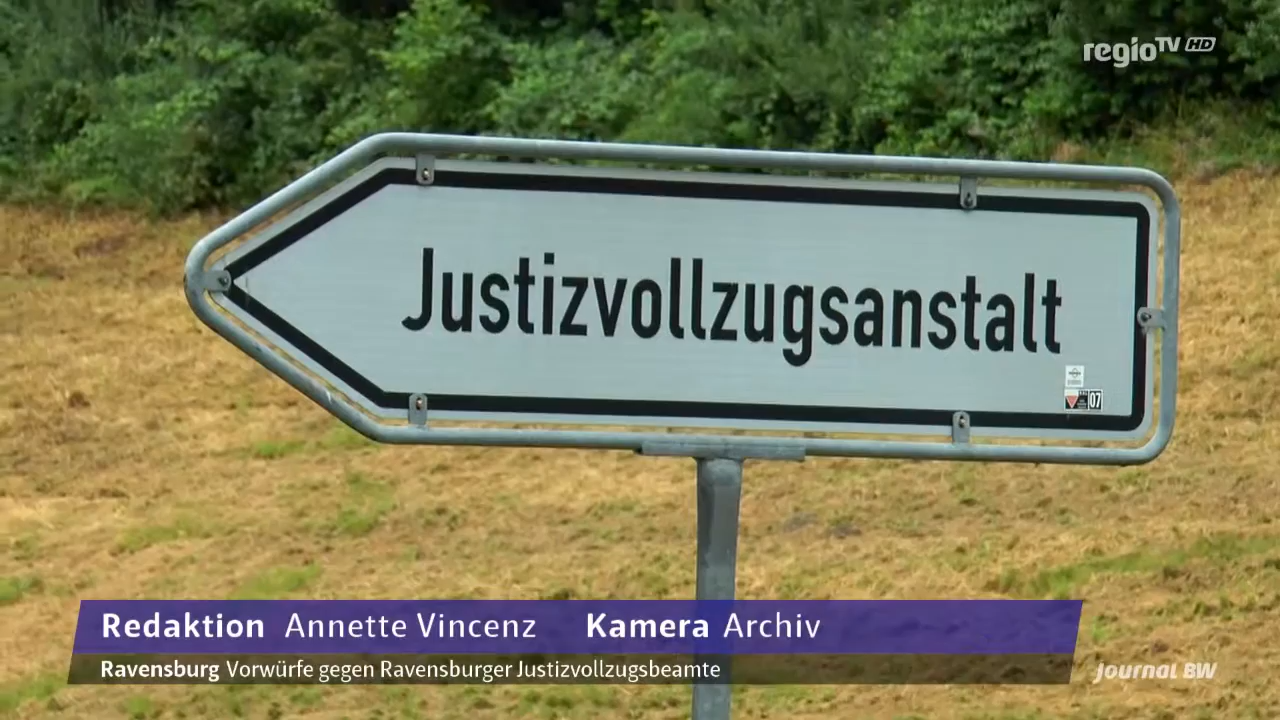 regioTV HD
Justizvollzugsanstalt
07
Redaktion Annette Vincenz Kamera Archiv
Ravensburg Vorwürfe gegen Ravensburger Justizvollzugsbeamte
Journal BW